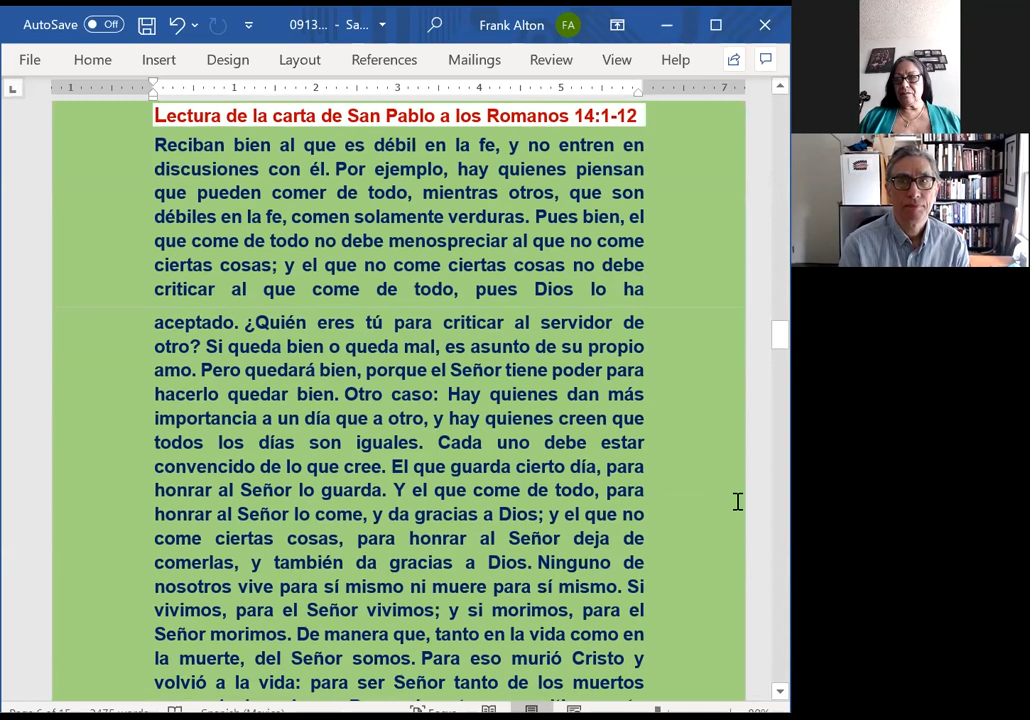 AutoSave Off 0913... - Sa... Frank Alton FA
File Home Insert Design Layout References Mailings Review View Help
1 1 2 3 4 5 7
Lectura de la carta de San Pablo a los Romanos 14:1-12
Reciban bien al que es débil en la fe, y no entren en
discusiones con él. Por ejemplo, hay quienes piensan
que pueden comer de todo, mientras otros, que son
débiles en la fe, comen solamente verduras. Pues bien, el
que come de todo no debe menospreciar al que no come
ciertas cosas; y el que no come ciertas cosas no debe
criticar al que come de todo, pues Dios lo ha
aceptado. ¿Quién eres tú para criticar al servidor de
otro? Si queda bien o queda mal, es asunto de su propio
amo. Pero quedará bien, porque el Señor tiene poder para
hacerlo quedar bien. Otro caso: Hay quienes dan más
importancia a un día que a otro, y hay quienes creen que
todos los días son iguales. Cada uno debe estar
convencido de lo que cree. El que guarda cierto día, para
honrar al Señor lo guarda. Y el que come de todo, para
honrar al Señor lo come, y da gracias a Dios; y el que no
come ciertas cosas, para honrar al Señor deja de
comerlas, y también da gracias a Dios. Ninguno de
nosotros vive para sí mismo ni muere para sí mismo. Si
vivimos, para el Señor vivimos; y si morimos, para el
Señor morimos. De manera que, tanto en la vida como en
la muerte, del Señor somos. Para eso murió Cristo y
volvió a la vida: para ser Señor tanto de los muertos